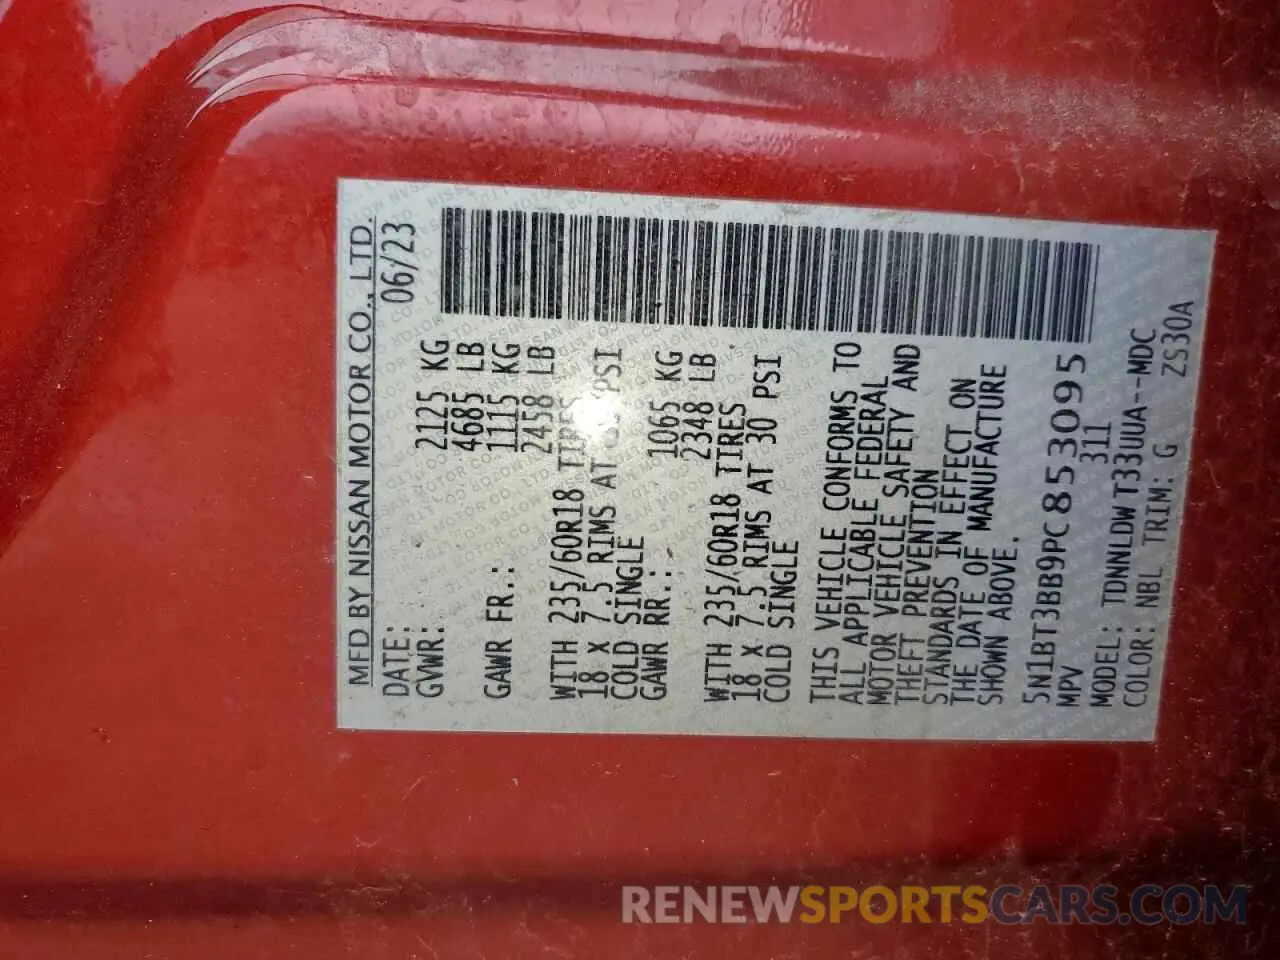 MFD BY NISSAN MOTOR CO., LTD.
DATE: 06/23
GVWR: 2125 KG
4685 LB
GAWR FR.: 1115 KG
2458 LB
WITH 235/60R18 TIRES
18 X 7.5 RIMS AT PSI
COLD SINGLE
GAWR RR.: 1065 KG
2348 LB
WITH 235/60R18 TIRES
18 X 7.5 RIMS AT 30 PSI
COLD SINGLE
THIS VEHICLE CONFORMS TO
ALL APPLICABLE FEDERAL
MOTOR VEHICLE SAFETY AND
THEFT PREVENTION
STANDARDS IN EFFECT ON
THE DATE OF MANUFACTURE
SHOWN ABOVE.
5N1BT3BB9PC853095
MPV 311
MODEL: TDNNLDWT33UUA--MDC
COLOR: NBL TRIM: G ZS30A
RENEWSPORTSCARS.COM